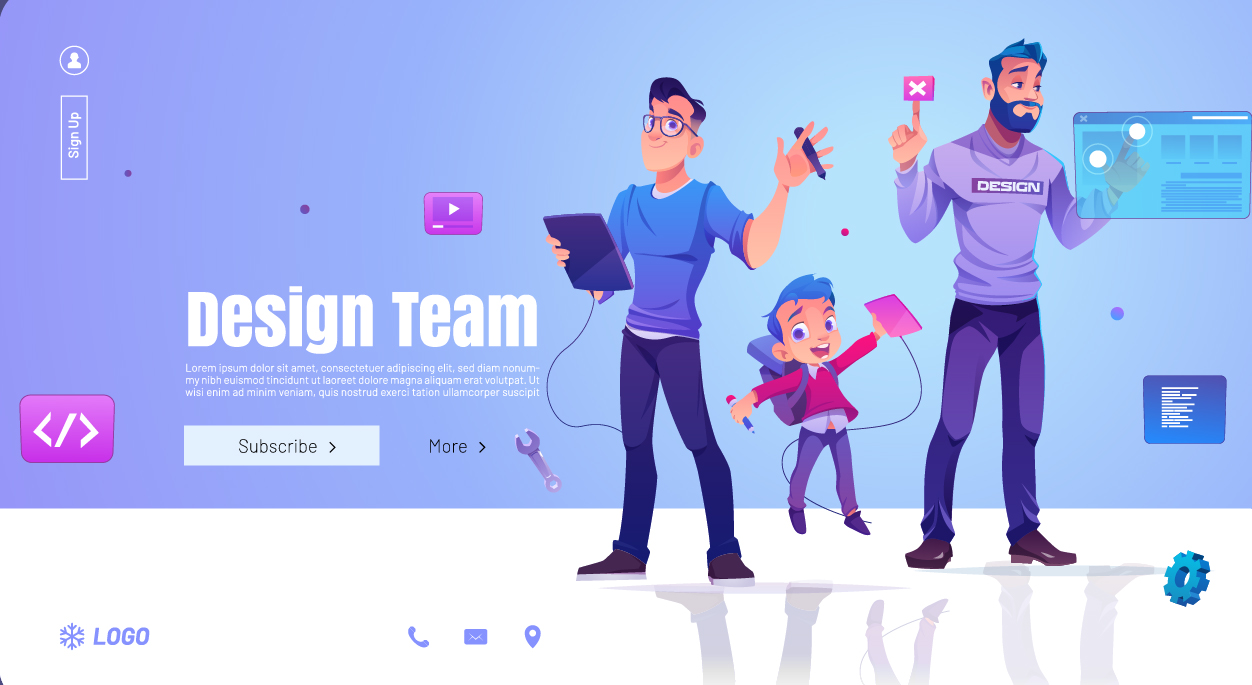 Sign Up
DESIGN
Design Team
Lorem ipsum dolor sit amet, consectetuer adipiscing elit, sed diam nonum-
my nibh euismod tincidunt ut laoreet dolore magna aliquam erat volutpat. Ut
wisi enim ad minim veniam, quis nostrud exerci tation ullamcorper suscipit
Subscribe
More
LOGO